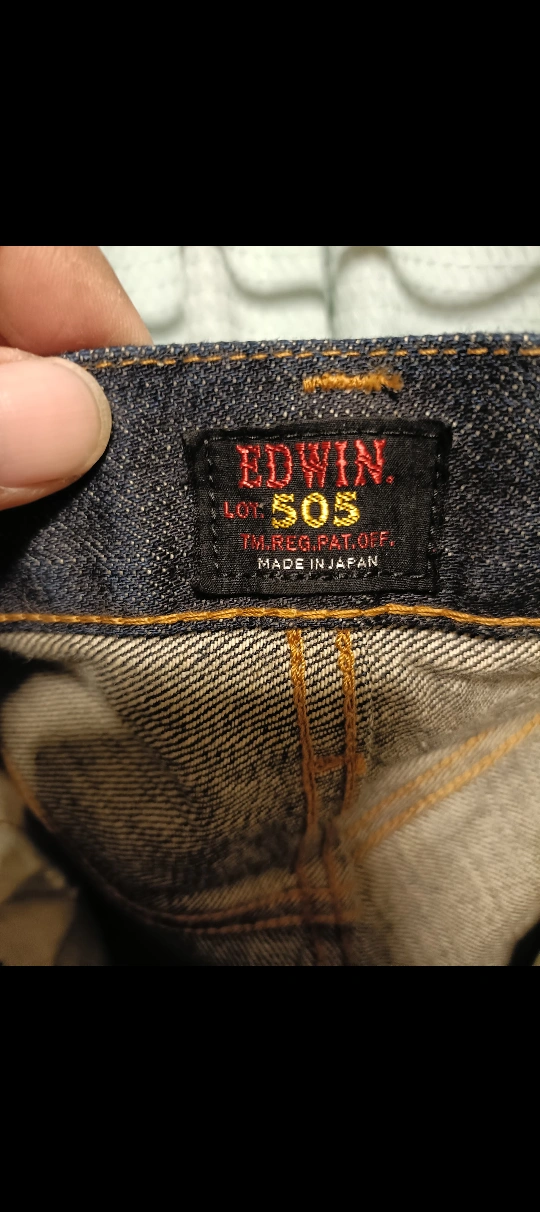 EDWIN.
LOT. 505
TM.REG.PAT.OFF.
MADE IN JAPAN